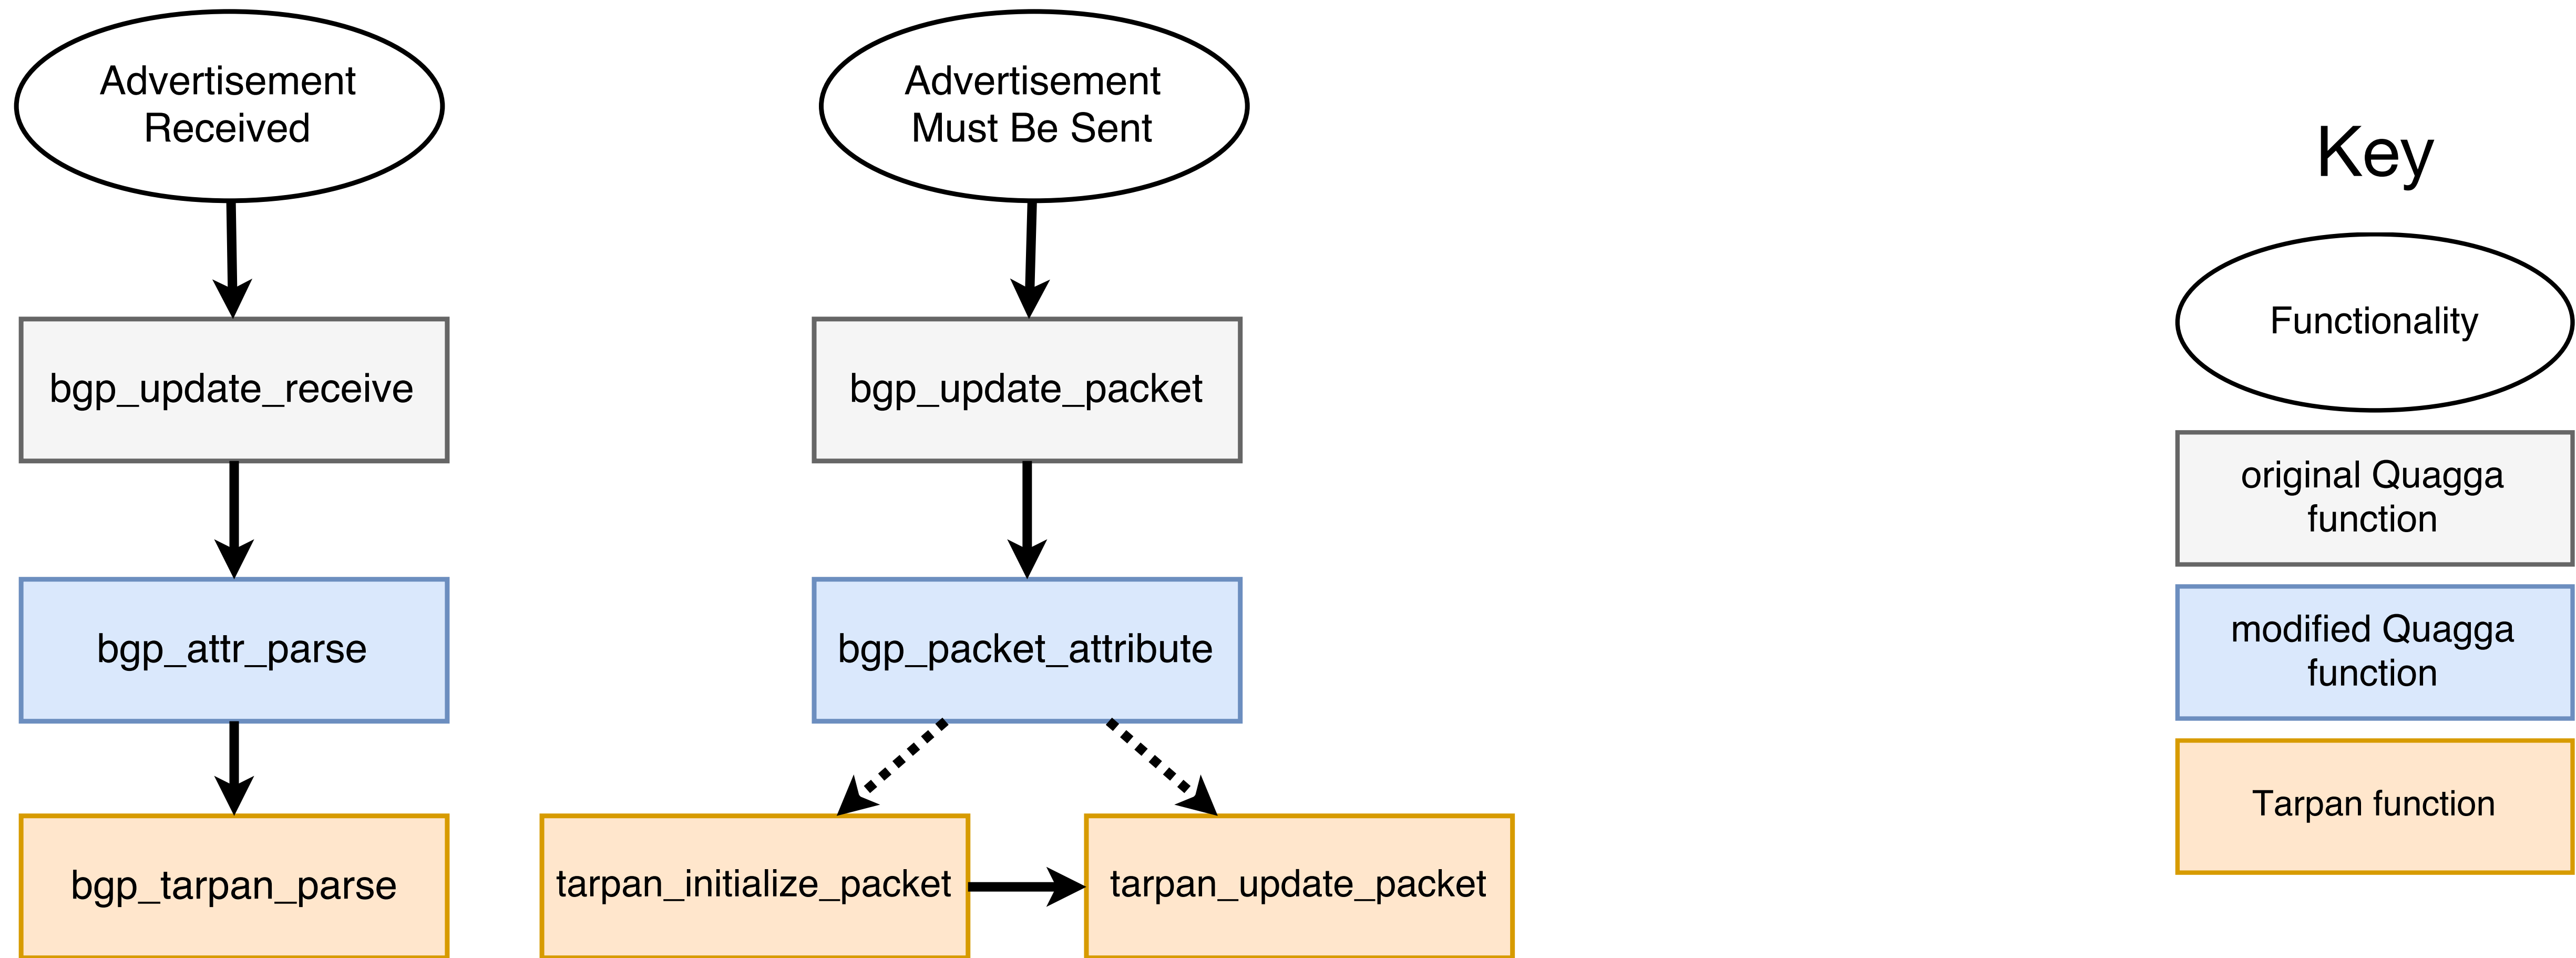 Advertisement
Received
bgp_update_receive
bgp_attr_parse
bgp_tarpan_parse
Advertisement
Must Be Sent
bgp_update_packet
bgp_packet_attribute
tarpan_initialize_packet
tarpan_update_packet
Key
Functionality
original Quagga
function
modified Quagga
function
Tarpan function